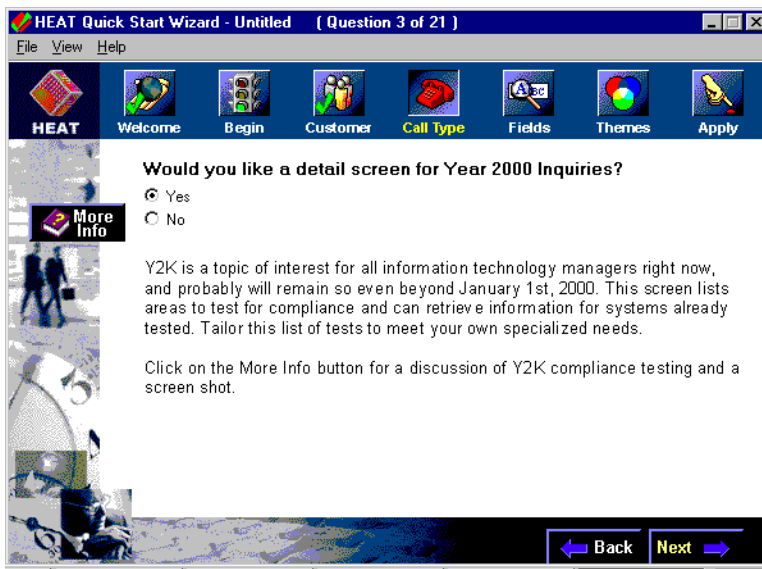 HEAT Quick Start Wizard - Untitled ( Question 3 of 21 )
File View Help
HEAT Welcome Begin Customer Call Type Abc Fields Themes Apply
Would you like a detail screen for Year 2000 Inquiries?
Yes
No
More
Info
Y2K is a topic of interest for all information technology managers right now,
and probably will remain so even beyond January 1st, 2000. This screen lists
areas to test for compliance and can retrieve information for systems already
tested. Tailor this list of tests to meet your own specialized needs.
Click on the More Info button for a discussion of Y2K compliance testing and a
screen shot.
Back Next